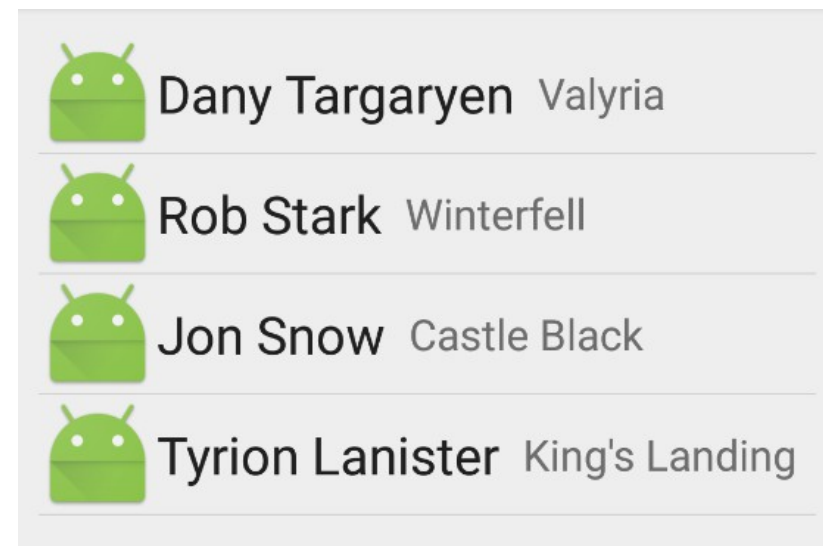 Dany Targaryen Valyria
Rob Stark Winterfell
Jon Snow Castle Black
Tyrion Lanister King's Landing